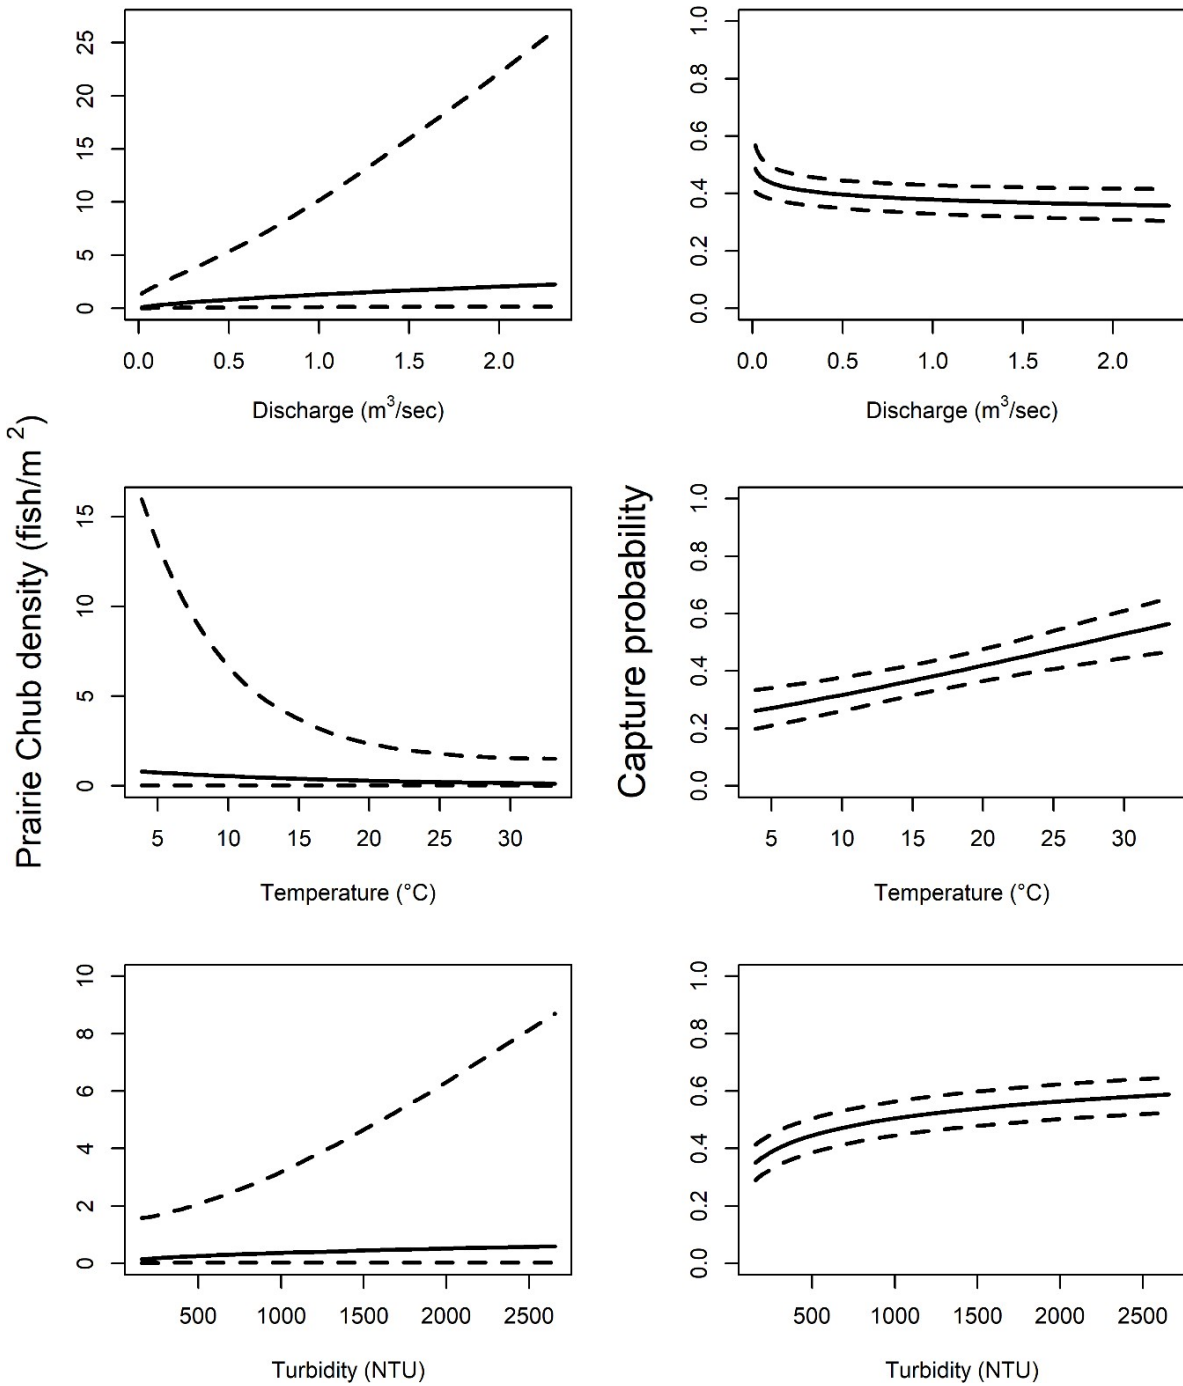 Prairie Chub density (fish/m²)
25
20
15
10
5
0
0.0 0.5 1.0 1.5 2.0
Discharge (m³/sec)
Capture probability
1.0
0.8
0.6
0.4
0.2
0.0
0.0 0.5 1.0 1.5 2.0
Discharge (m³/sec)
15
10
5
0
5 10 15 20 25 30
Temperature (°C)
1.0
0.8
0.6
0.4
0.2
0.0
5 10 15 20 25 30
Temperature (°C)
10
8
6
4
2
0
500 1000 1500 2000 2500
Turbidity (NTU)
1.0
0.8
0.6
0.4
0.2
0.0
500 1000 1500 2000 2500
Turbidity (NTU)